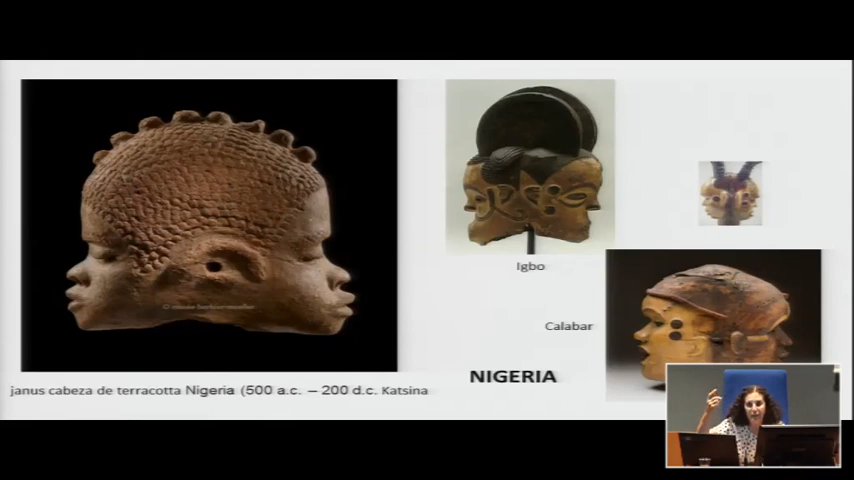 Igbo
Calabar
NIGERIA
janus cabeza de terracotta Nigeria (500 a.c. – 200 d.c. Katsina